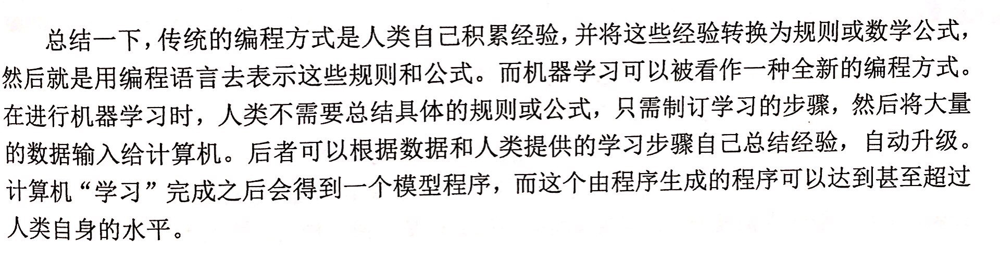 总结一下，传统的编程方式是人类自己积累经验，并将这些经验转换为规则或数学公式，
然后就是用编程语言去表示这些规则和公式。而机器学习可以被看作一种全新的编程方式。
在进行机器学习时，人类不需要总结具体的规则或公式，只需制订学习的步骤，然后将大量
的数据输入给计算机。后者可以根据数据和人类提供的学习步骤自己总结经验，自动升级。
计算机“学习”完成之后会得到一个模型程序，而这个由程序生成的程序可以达到甚至超过
人类自身的水平。